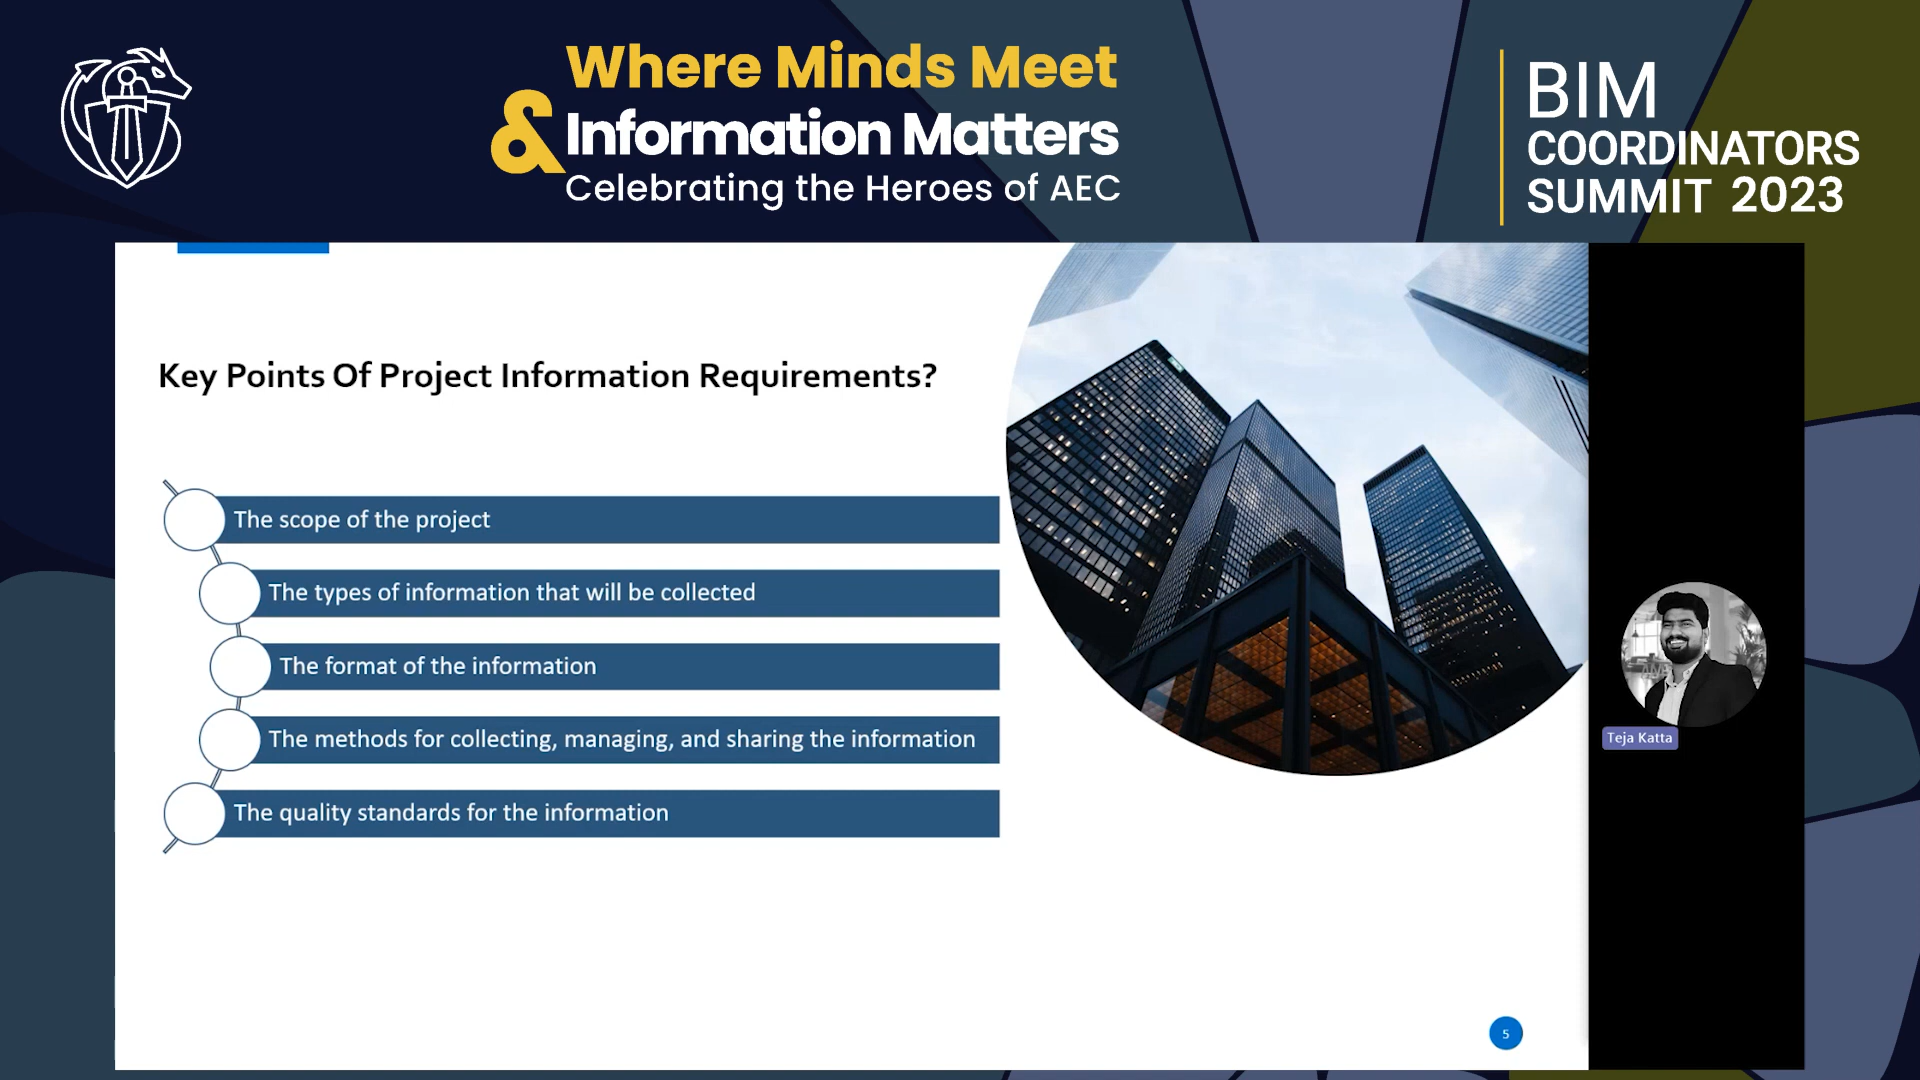 Where Minds Meet
& Information Matters
Celebrating the Heroes of AEC
BIM
COORDINATORS
SUMMIT 2023
Key Points Of Project Information Requirements?
The scope of the project
The types of information that will be collected
The format of the information
The methods for collecting, managing, and sharing the information
The quality standards for the information
Teja Katta
5